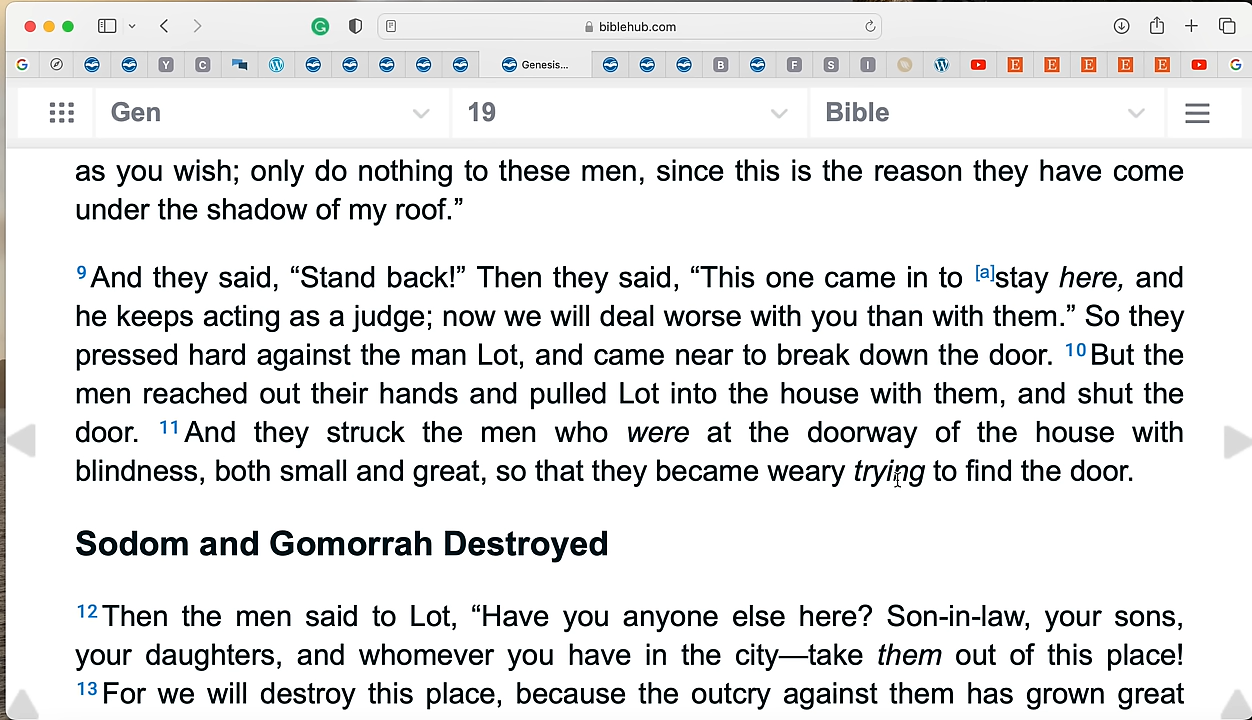 biblehub.com
Y C Genesis... B F S I E E E E E
Gen 19 Bible
as you wish; only do nothing to these men, since this is the reason they have come
under the shadow of my roof.”
9 And they said, “Stand back!” Then they said, “This one came in to [a]stay here, and
he keeps acting as a judge; now we will deal worse with you than with them.” So they
pressed hard against the man Lot, and came near to break down the door. 10 But the
men reached out their hands and pulled Lot into the house with them, and shut the
door. 11 And they struck the men who were at the doorway of the house with
blindness, both small and great, so that they became weary trying to find the door.
Sodom and Gomorrah Destroyed
12 Then the men said to Lot, “Have you anyone else here? Son-in-law, your sons,
your daughters, and whomever you have in the city—take them out of this place!
13 For we will destroy this place, because the outcry against them has grown great